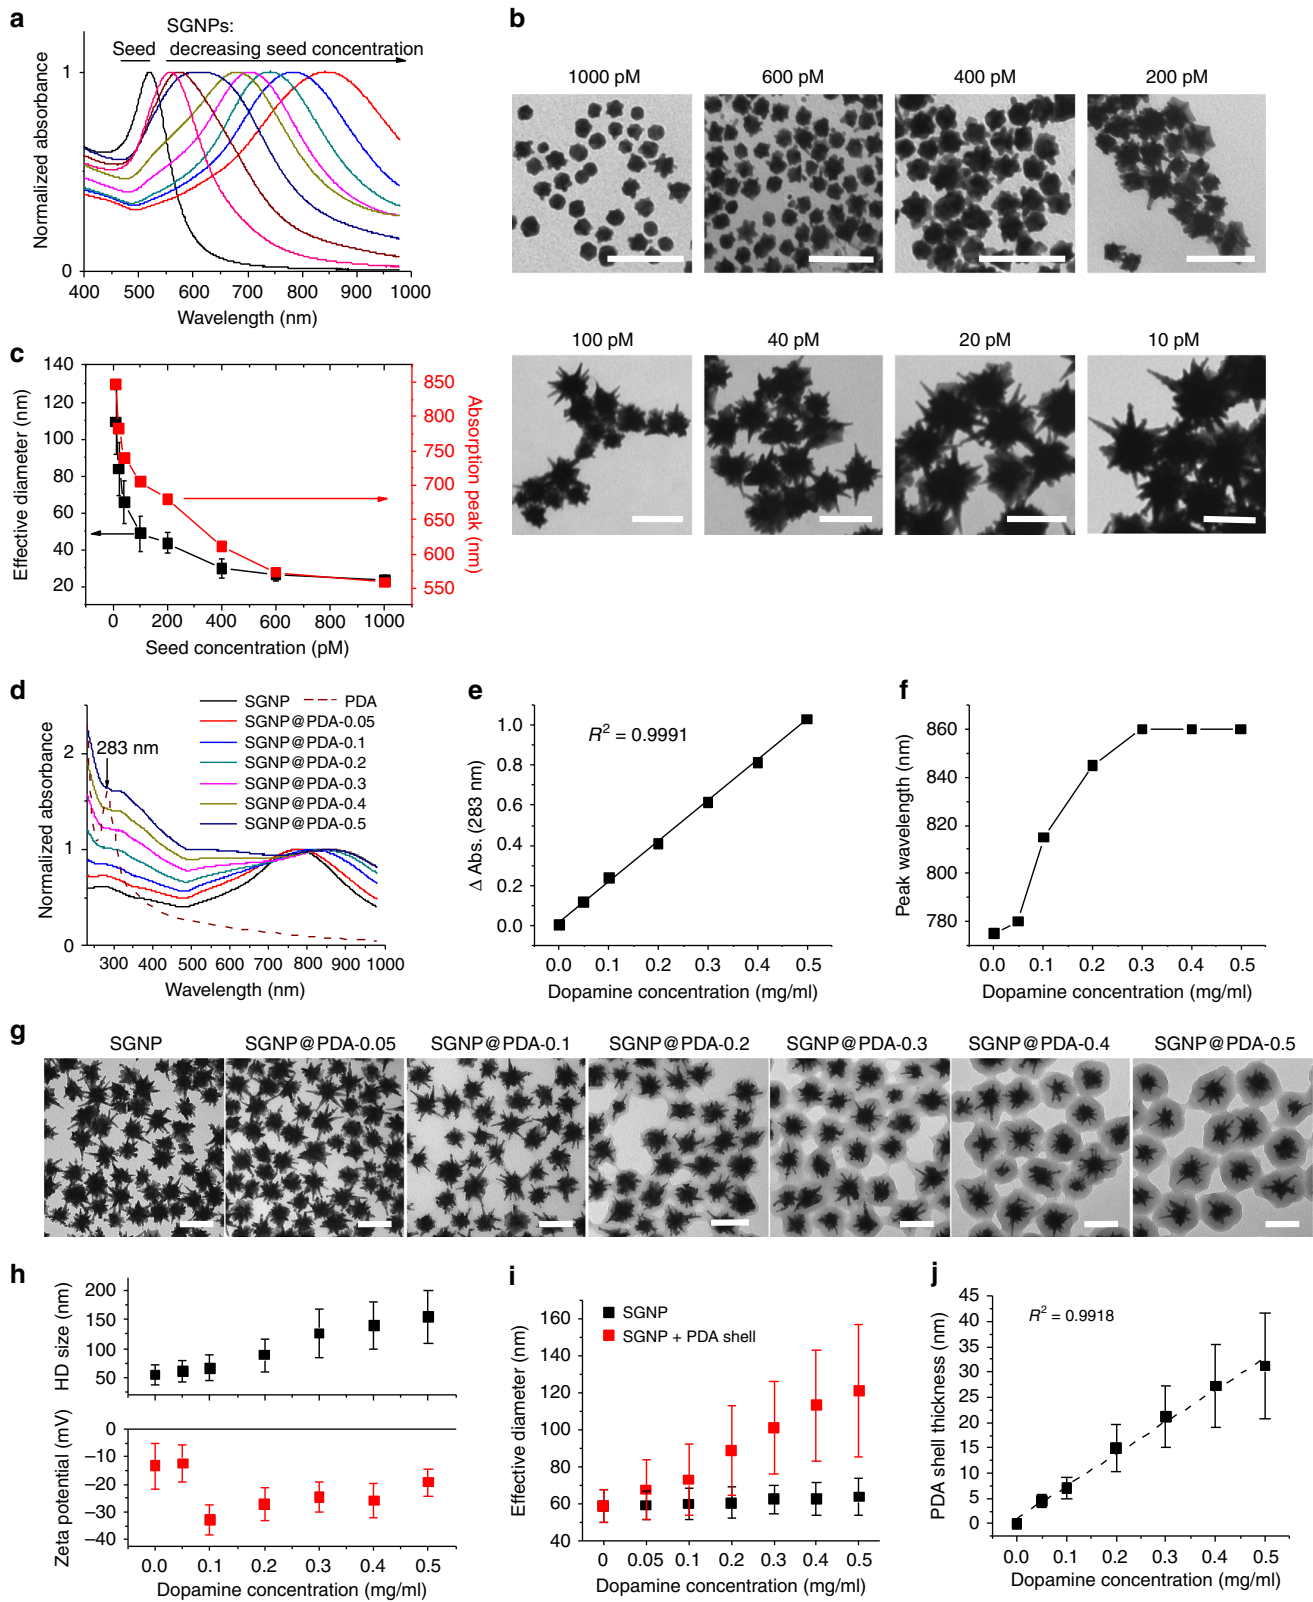 a
SGNPs:
Seed decreasing seed concentration
1
0
Normalized absorbance
400 500 600 700 800 900 1000
Wavelength (nm)
b
1000 pM 600 pM 400 pM 200 pM
100 pM 40 pM 20 pM 10 pM
c
140
120
100
80
60
40
20
Effective diameter (nm)
850
800
750
700
650
600
550
Absorption peak (nm)
0 200 400 600 800 1000
Seed concentration (pM)
d
SGNP PDA
SGNP@PDA-0.05
SGNP@PDA-0.1
SGNP@PDA-0.2
SGNP@PDA-0.3
SGNP@PDA-0.4
SGNP@PDA-0.5
283 nm
2
1
0
Normalized absorbance
300 400 500 600 700 800 900 1000
Wavelength (nm)
e
R² = 0.9991
1.0
0.8
0.6
0.4
0.2
0.0
Δ Abs. (283 nm)
0.0 0.1 0.2 0.3 0.4 0.5
Dopamine concentration (mg/ml)
f
860
840
820
800
780
Peak wavelength (nm)
0.0 0.1 0.2 0.3 0.4 0.5
Dopamine concentration (mg/ml)
g
SGNP SGNP@PDA-0.05 SGNP@PDA-0.1 SGNP@PDA-0.2 SGNP@PDA-0.3 SGNP@PDA-0.4 SGNP@PDA-0.5
h
200
150
100
50
HD size (nm)
0
−10
−20
−30
−40
Zeta potential (mV)
0.0 0.1 0.2 0.3 0.4 0.5
Dopamine concentration (mg/ml)
i
SGNP
SGNP + PDA shell
160
140
120
100
80
60
40
Effective diameter (nm)
0 0.05 0.1 0.2 0.3 0.4 0.5
Dopamine concentration (mg/ml)
j
R² = 0.9918
45
40
35
30
25
20
15
10
5
0
PDA shell thickness (nm)
0.0 0.1 0.2 0.3 0.4 0.5
Dopamine concentration (mg/ml)